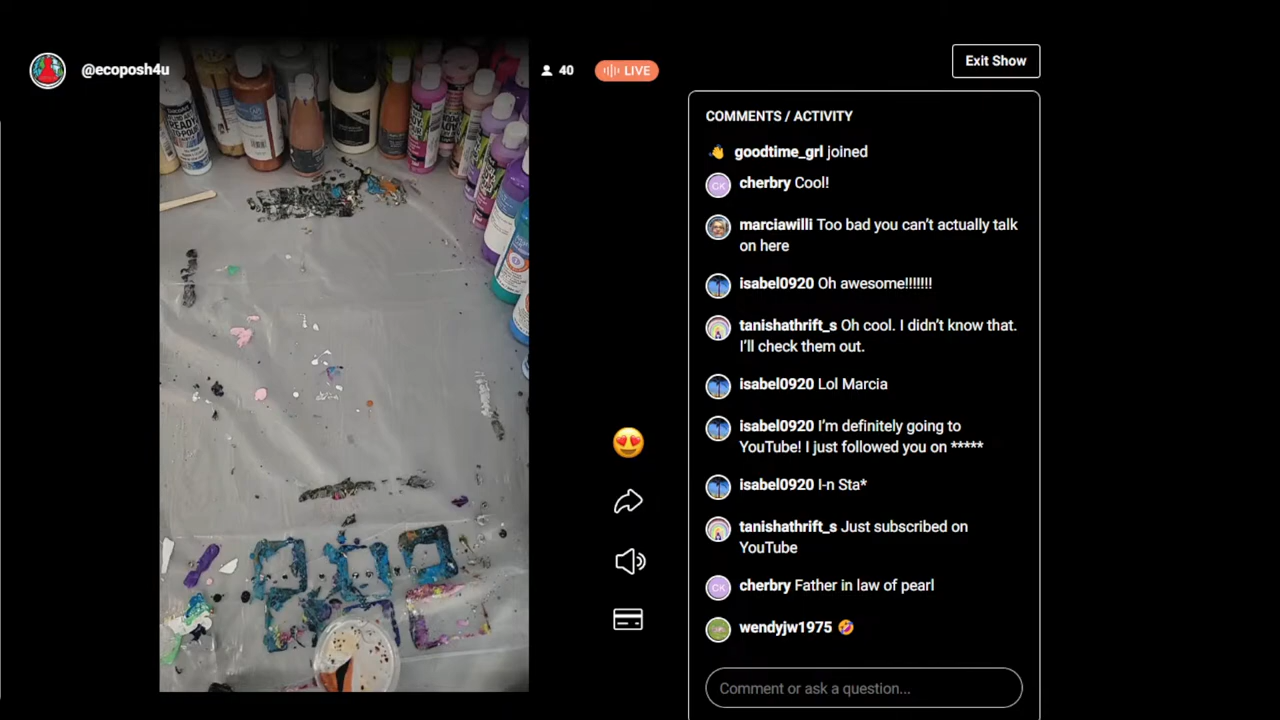 @ecoposh4u
40
LIVE
Exit Show
COMMENTS / ACTIVITY
goodtime_grl joined
cherbry Cool!
marciawilli Too bad you can't actually talk
on here
isabel0920 Oh awesome!!!!!!!
tanishathrift_s Oh cool. I didn't know that.
I'll check them out.
isabel0920 Lol Marcia
isabel0920 I'm definitely going to
YouTube! I just followed you on *****
isabel0920 I-n Sta*
tanishathrift_s Just subscribed on
YouTube
CK
cherbry Father in law of pearl
wendyjw1975 🤣
Comment or ask a question...
READY